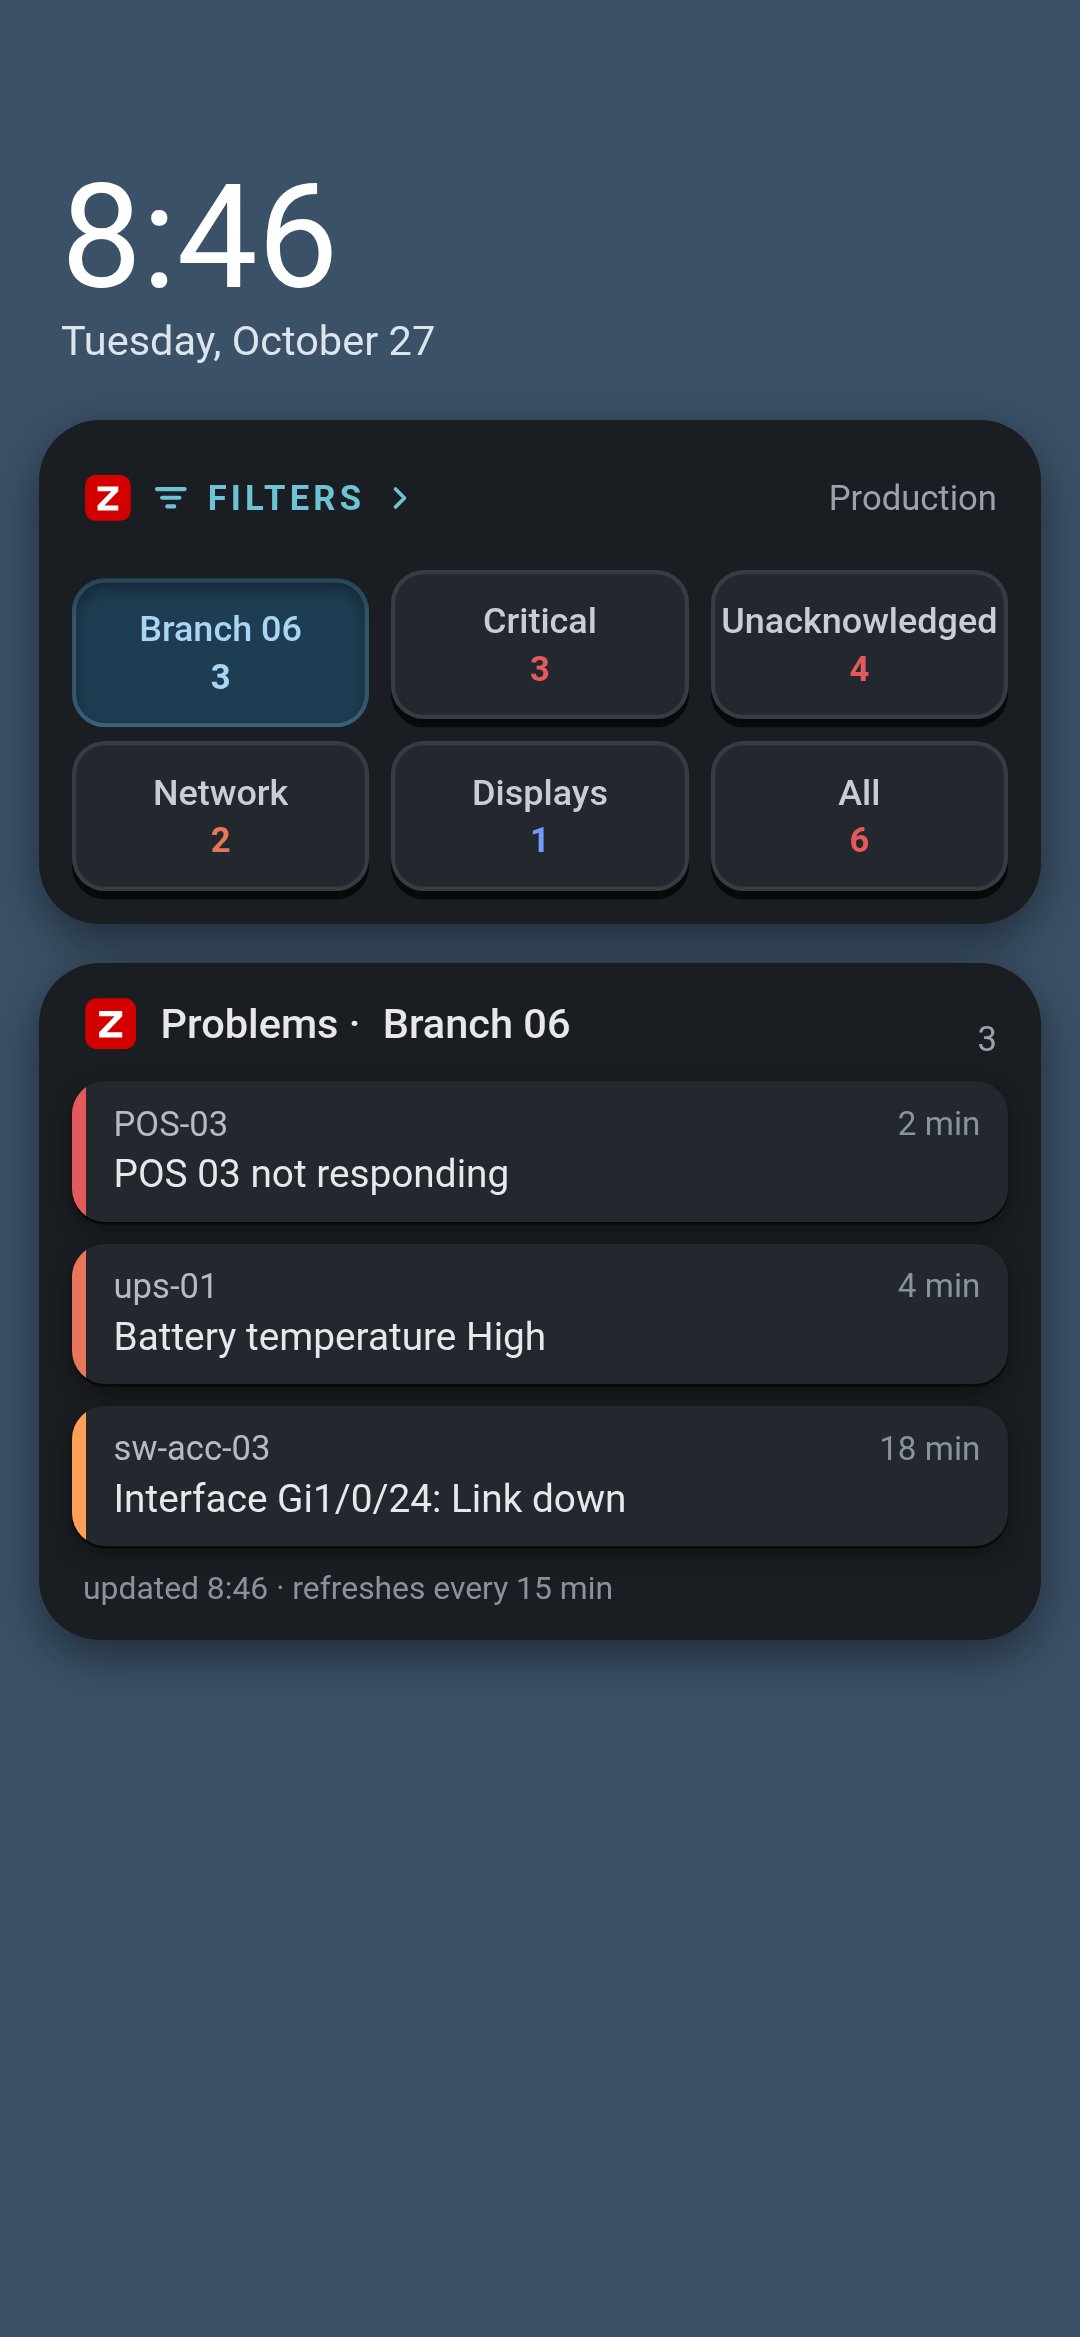 8:46
Tuesday, October 27
Z FILTERS Production
Branch 06
3
Critical
3
Unacknowledged
4
Network
2
Displays
1
All
6
Z Problems · Branch 06 3
POS-03 2 min
POS 03 not responding
ups-01 4 min
Battery temperature High
sw-acc-03 18 min
Interface Gi1/0/24: Link down
updated 8:46 · refreshes every 15 min